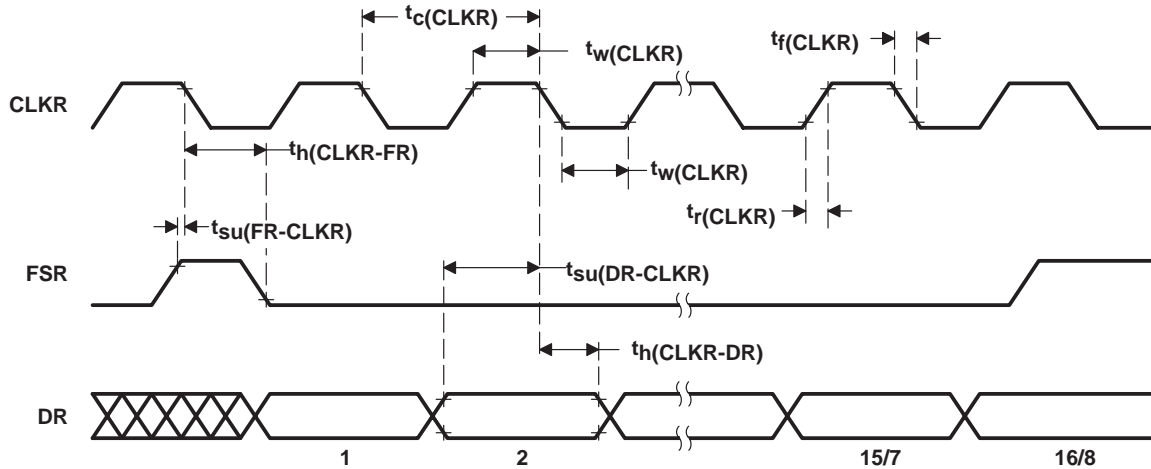 tc(CLKR)
tw(CLKR)
tf(CLKR)
CLKR
th(CLKR-FR)
tw(CLKR)
tr(CLKR)
tsu(FR-CLKR)
FSR
tsu(DR-CLKR)
th(CLKR-DR)
DR
1 2 15/7 16/8